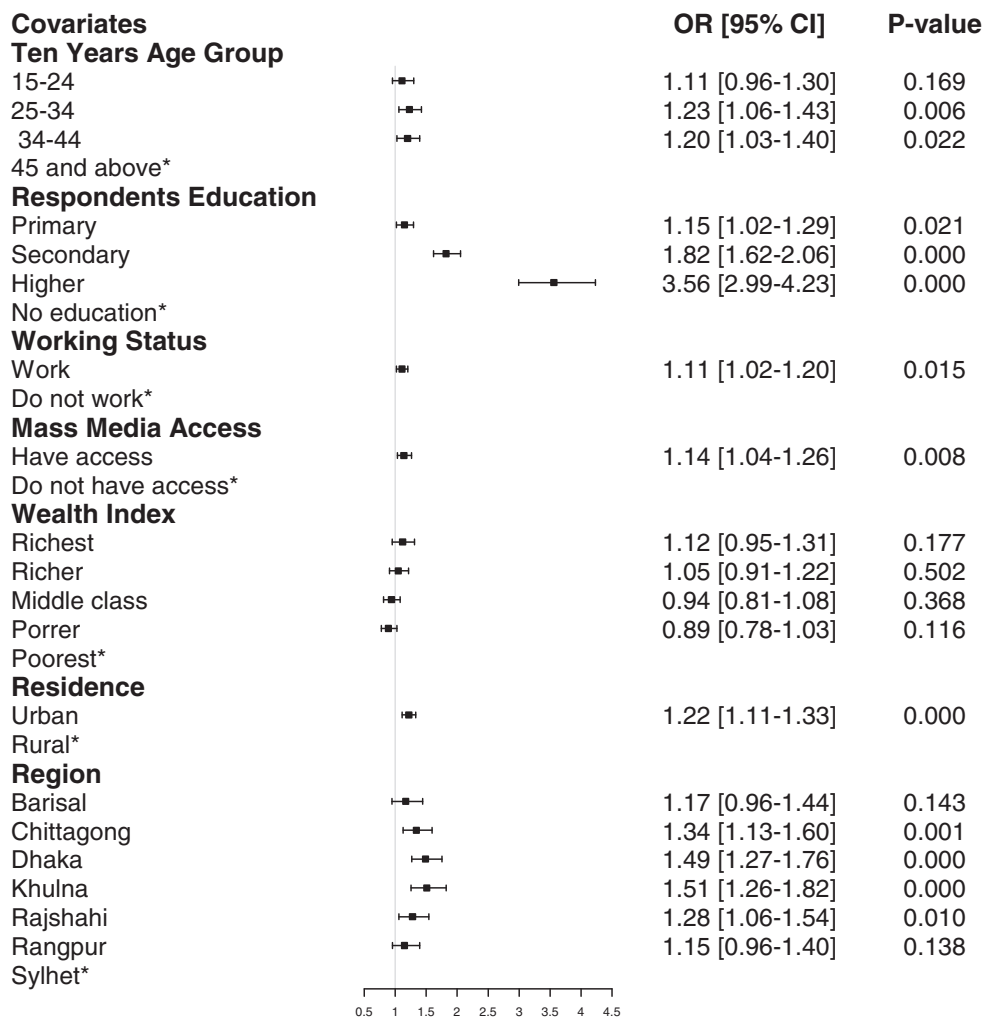 Covariates OR [95% CI] P-value
Ten Years Age Group
15-24 1.11 [0.96-1.30] 0.169
25-34 1.23 [1.06-1.43] 0.006
34-44 1.20 [1.03-1.40] 0.022
45 and above*
Respondents Education
Primary 1.15 [1.02-1.29] 0.021
Secondary 1.82 [1.62-2.06] 0.000
Higher 3.56 [2.99-4.23] 0.000
No education*
Working Status
Work 1.11 [1.02-1.20] 0.015
Do not work*
Mass Media Access
Have access 1.14 [1.04-1.26] 0.008
Do not have access*
Wealth Index
Richest 1.12 [0.95-1.31] 0.177
Richer 1.05 [0.91-1.22] 0.502
Middle class 0.94 [0.81-1.08] 0.368
Porrer 0.89 [0.78-1.03] 0.116
Poorest*
Residence
Urban 1.22 [1.11-1.33] 0.000
Rural*
Region
Barisal 1.17 [0.96-1.44] 0.143
Chittagong 1.34 [1.13-1.60] 0.001
Dhaka 1.49 [1.27-1.76] 0.000
Khulna 1.51 [1.26-1.82] 0.000
Rajshahi 1.28 [1.06-1.54] 0.010
Rangpur 1.15 [0.96-1.40] 0.138
Sylhet*
0.5 1 1.5 2 2.5 3 3.5 4 4.5